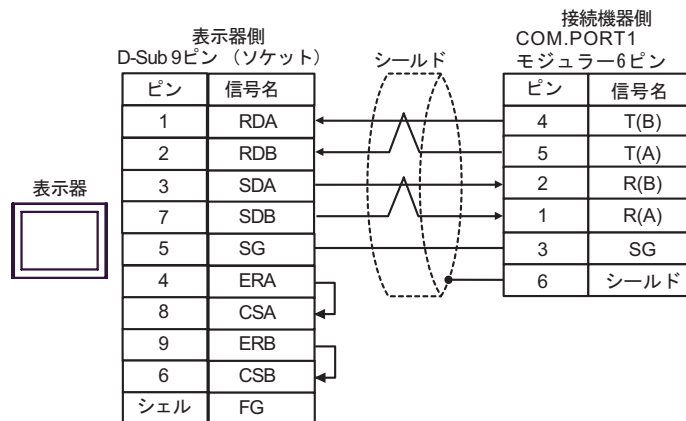 表示器側
D-Sub 9ピン （ソケット）
シールド
接続機器側
COM.PORT1
モジュラー6ピン
ピン 信号名
1 RDA
2 RDB
3 SDA
7 SDB
5 SG
4 ERA
8 CSA
9 ERB
6 CSB
シェル FG
表示器
ピン 信号名
4 T(B)
5 T(A)
2 R(B)
1 R(A)
3 SG
6 シールド